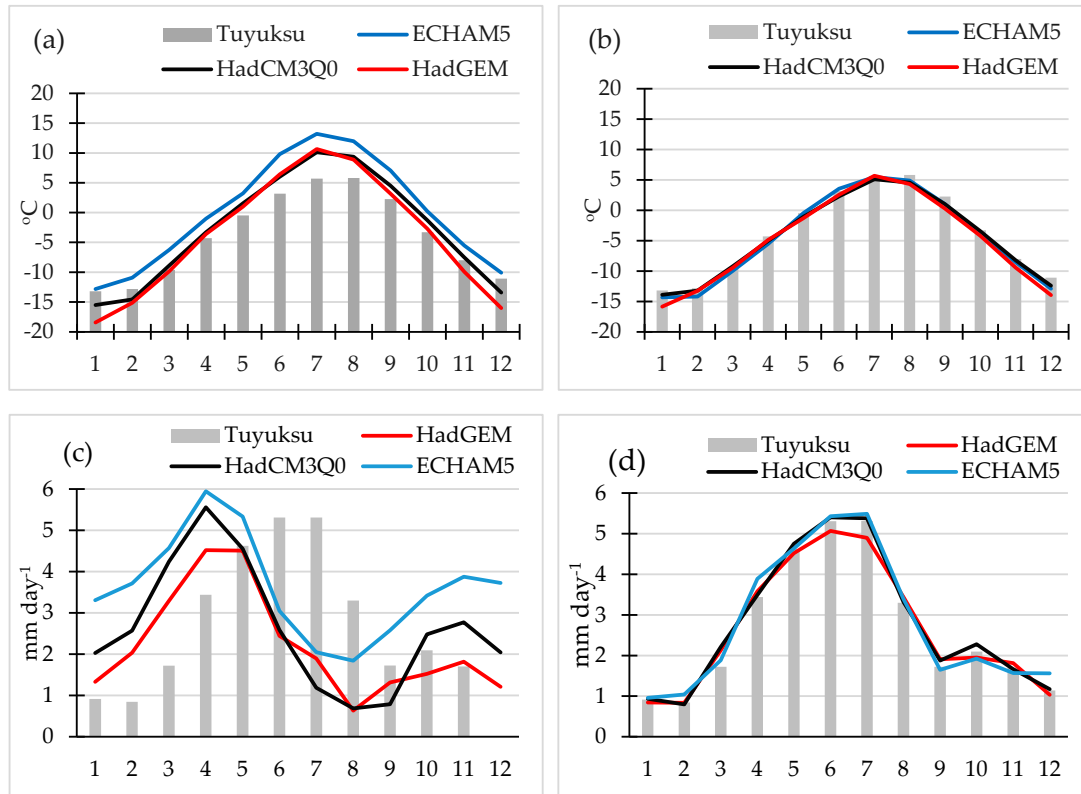 (a) Tuyuksu ECHAM5
HadCM3Q0 HadGEM
20
15
10
5
0
-5
-10
-15
-20
°C
1 2 3 4 5 6 7 8 9 10 11 12
(b) Tuyuksu ECHAM5
HadCM3Q0 HadGEM
20
15
10
5
0
-5
-10
-15
-20
°C
1 2 3 4 5 6 7 8 9 10 11 12
(c) Tuyuksu HadGEM
HadCM3Q0 ECHAM5
6
5
4
3
2
1
0
mm day-1
1 2 3 4 5 6 7 8 9 10 11 12
(d) Tuyuksu HadGEM
HadCM3Q0 ECHAM5
6
5
4
3
2
1
0
mm day-1
1 2 3 4 5 6 7 8 9 10 11 12